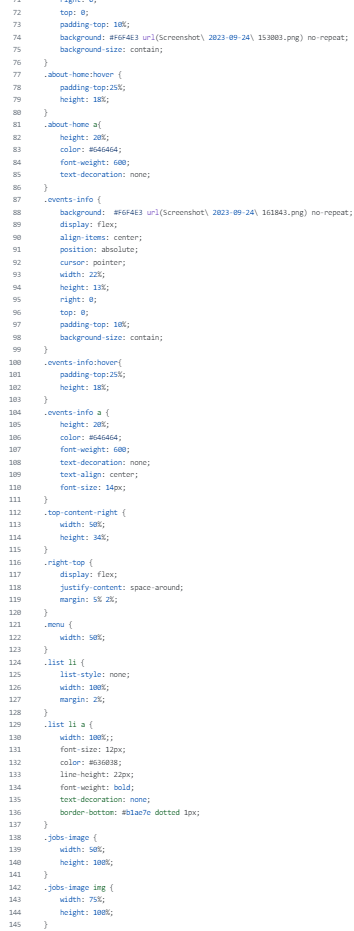 71 right: 0;
72 top: 0;
73 padding-top: 10%;
74 background: #F6F4E3 url(Screenshot\ 2023-09-24\ 153003.png) no-repeat;
75 background-size: contain;
76 }
77 .about-home:hover {
78 padding-top:25%;
79 height: 18%;
80 }
81 .about-home a{
82 height: 20%;
83 color: #646464;
84 font-weight: 600;
85 text-decoration: none;
86 }
87 .events-info {
88 background:  #F6F4E3 url(Screenshot\ 2023-09-24\ 161843.png) no-repeat;
89 display: flex;
90 align-items: center;
91 position: absolute;
92 cursor: pointer;
93 width: 22%;
94 height: 13%;
95 right: 0;
96 top: 0;
97 padding-top: 10%;
98 background-size: contain;
99 }
100 .events-info:hover{
101 padding-top:25%;
102 height: 18%;
103 }
104 .events-info a {
105 height: 20%;
106 color: #646464;
107 font-weight: 600;
108 text-decoration: none;
109 text-align: center;
110 font-size: 14px;
111 }
112 .top-content-right {
113 width: 50%;
114 height: 34%;
115 }
116 .right-top {
117 display: flex;
118 justify-content: space-around;
119 margin: 5% 2%;
120 }
121 .menu {
122 width: 50%;
123 }
124 .list li {
125 list-style: none;
126 width: 100%;
127 margin: 2%;
128 }
129 .list li a {
130 width: 100%;;
131 font-size: 12px;
132 color: #636038;
133 line-height: 22px;
134 font-weight: bold;
135 text-decoration: none;
136 border-bottom: #b1ae7e dotted 1px;
137 }
138 .jobs-image {
139 width: 50%;
140 height: 100%;
141 }
142 .jobs-image img {
143 width: 75%;
144 height: 100%;
145 }